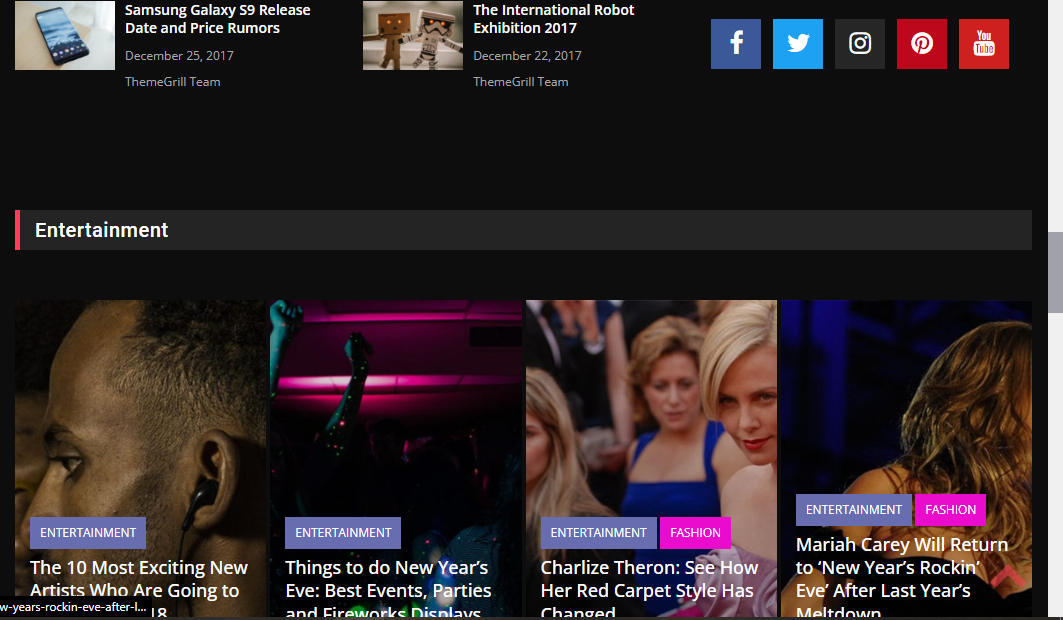 Samsung Galaxy S9 Release
Date and Price Rumors
December 25, 2017
ThemeGrill Team
The International Robot
Exhibition 2017
December 22, 2017
ThemeGrill Team
You
Tube
Entertainment
ENTERTAINMENT
The 10 Most Exciting New
Artists Who Are Going to
18
ENTERTAINMENT
Things to do New Year’s
Eve: Best Events, Parties
and Fireworks Displays
ENTERTAINMENT
FASHION
Charlize Theron: See How
Her Red Carpet Style Has
Changed
ENTERTAINMENT
FASHION
Mariah Carey Will Return
to ‘New Year’s Rockin’
Eve’ After Last Year’s
Meltdown
w-years-rockin-eve-after-l...